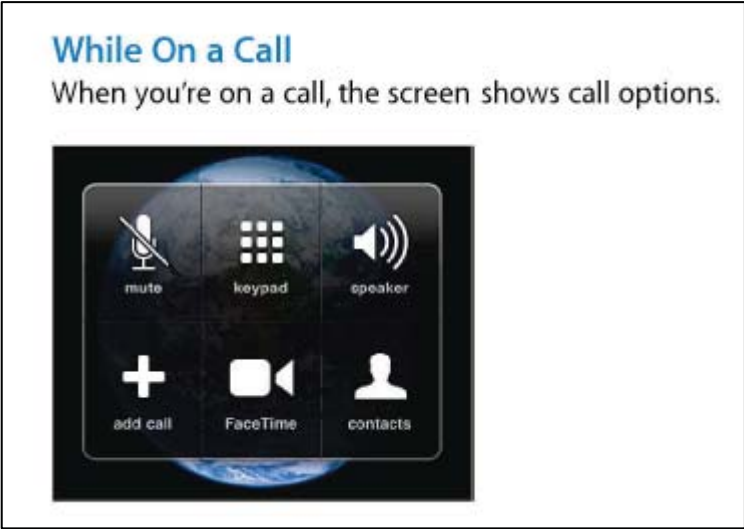 While On a Call
When you're on a call, the screen shows call options.
mute keypad speaker
add call FaceTime contacts